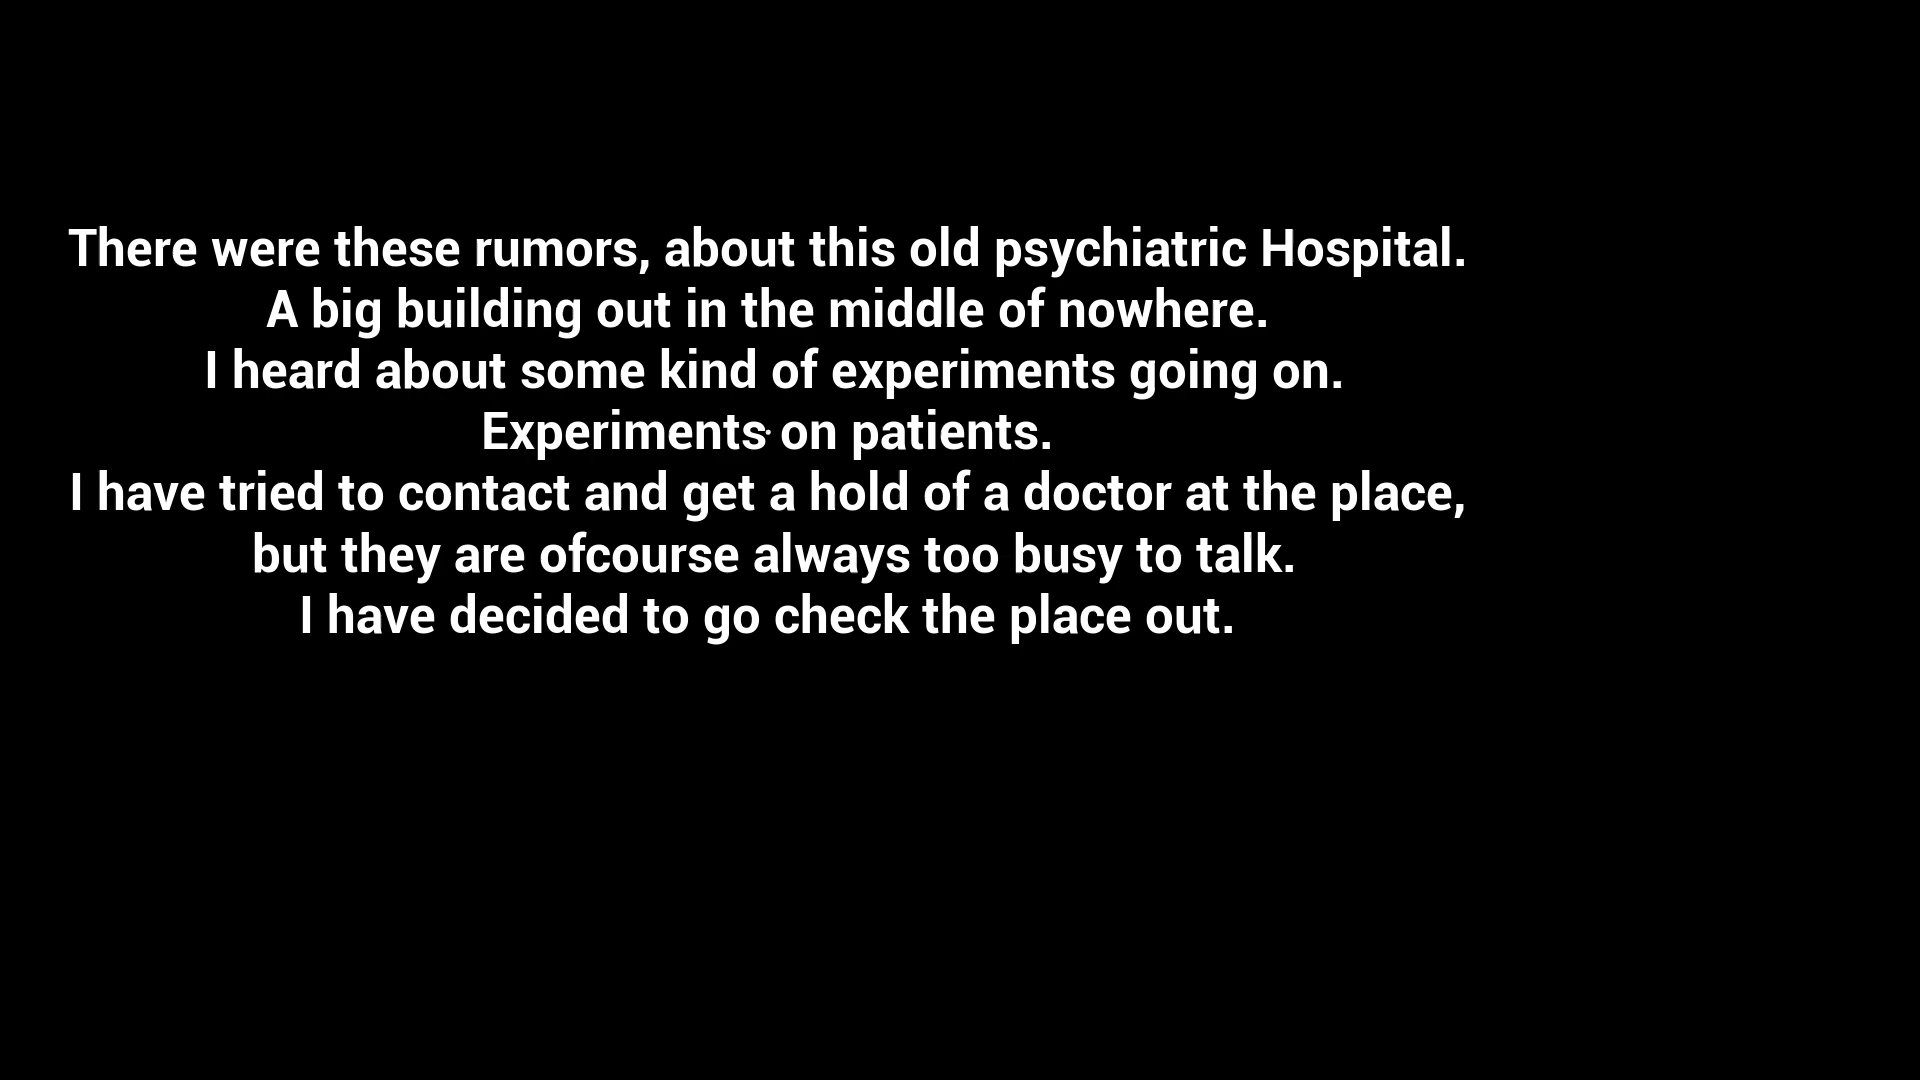 There were these rumors, about this old psychiatric Hospital.
A big building out in the middle of nowhere.
I heard about some kind of experiments going on.
Experiments on patients.
I have tried to contact and get a hold of a doctor at the place,
but they are ofcourse always too busy to talk.
I have decided to go check the place out.